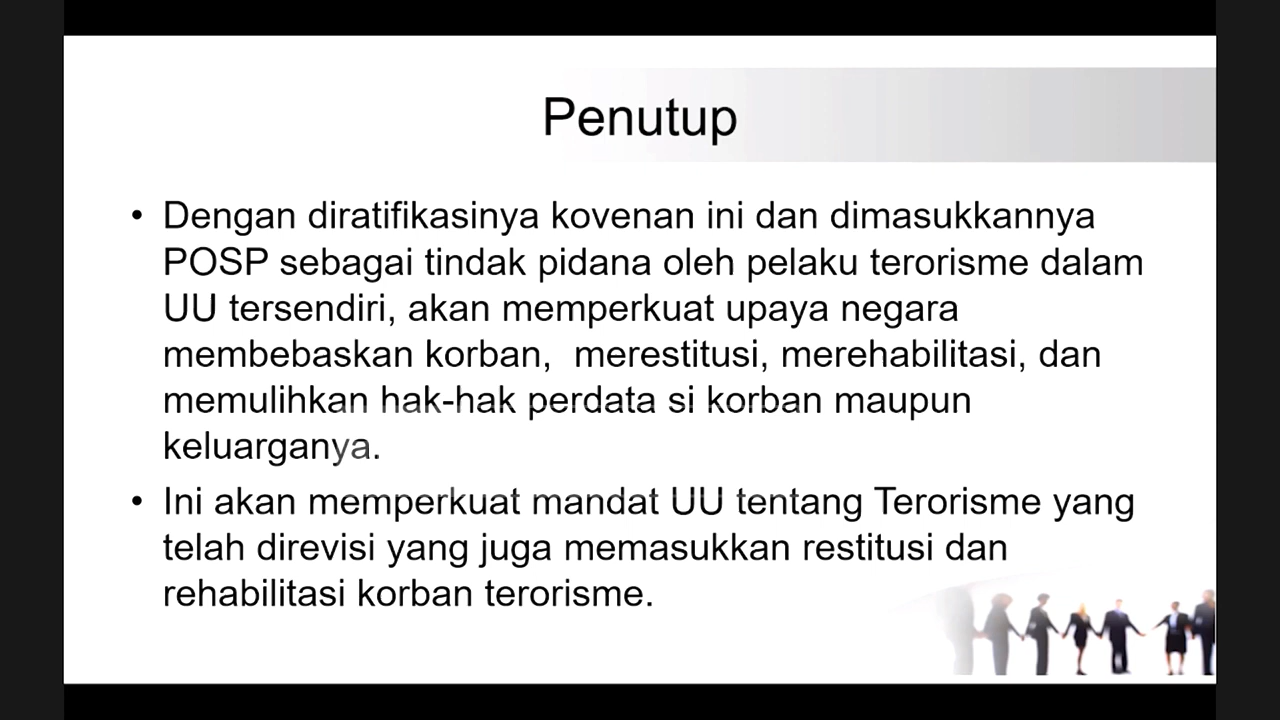 Penutup
• Dengan diratifikasinya kovenan ini dan dimasukkannya
POSP sebagai tindak pidana oleh pelaku terorisme dalam
UU tersendiri, akan memperkuat upaya negara
membebaskan korban,  merestitusi, merehabilitasi, dan
memulihkan hak-hak perdata si korban maupun
keluarganya.
• Ini akan memperkuat mandat UU tentang Terorisme yang
telah direvisi yang juga memasukkan restitusi dan
rehabilitasi korban terorisme.